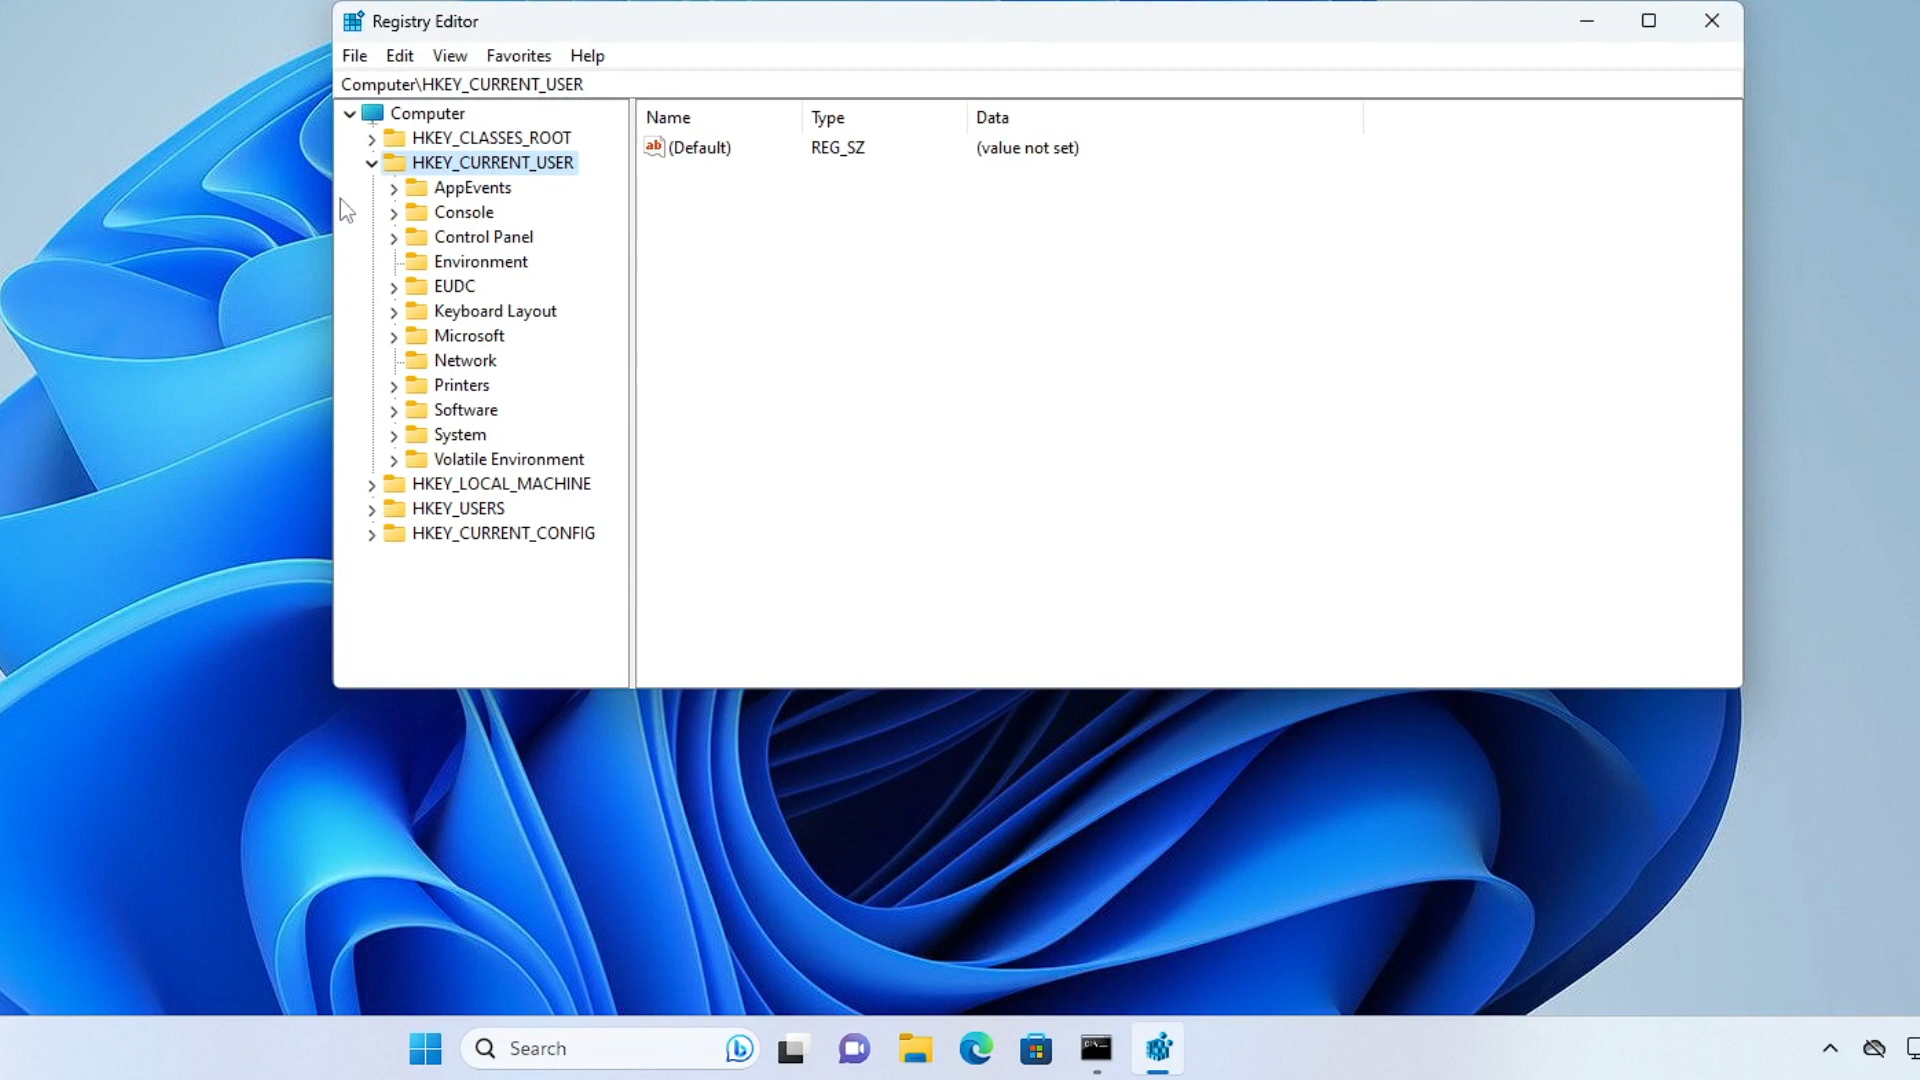 Registry Editor
File Edit View Favorites Help
Computer\HKEY_CURRENT_USER
Computer
HKEY_CLASSES_ROOT
HKEY_CURRENT_USER
AppEvents
Console
Control Panel
Environment
EUDC
Keyboard Layout
Microsoft
Network
Printers
Software
System
Volatile Environment
HKEY_LOCAL_MACHINE
HKEY_USERS
HKEY_CURRENT_CONFIG
Name Type Data
ab (Default) REG_SZ (value not set)
Search
C:\_